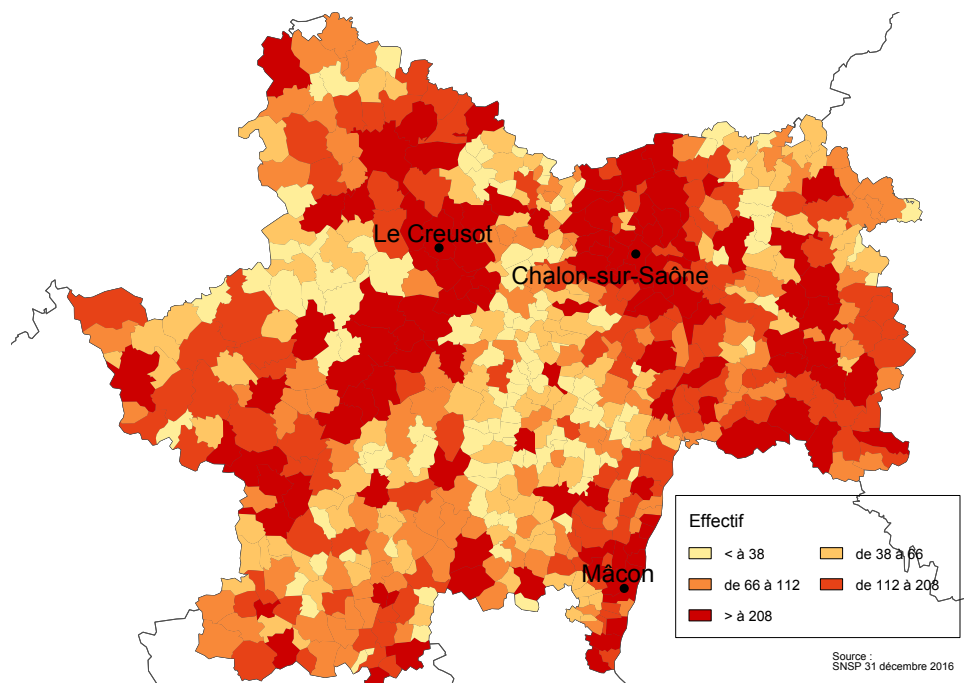 Le Creusot
Chalon-sur-Saône
Mâcon
Effectif
< à 38
de 38 à 66
de 66 à 112
de 112 à 208
> à 208
Source :
SNSP 31 décembre 2016